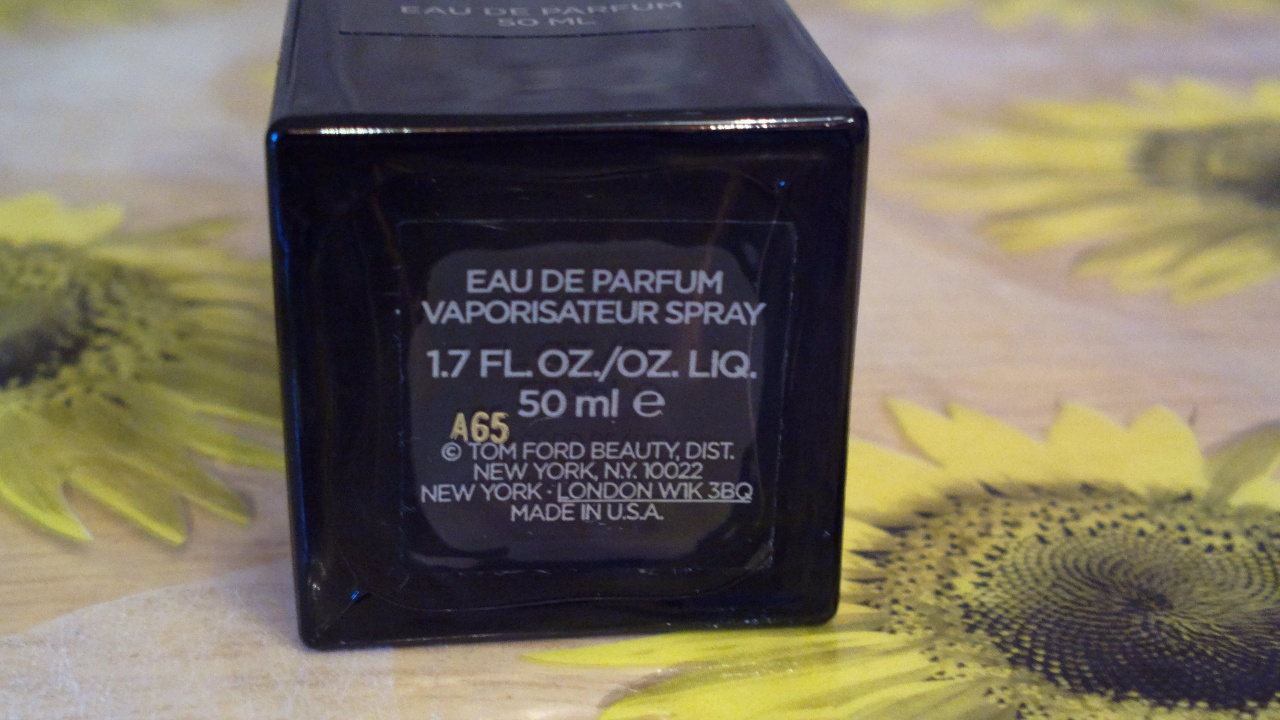 EAU DE PARFUM
50 ML
EAU DE PARFUM
VAPORISATEUR SPRAY
1.7 FL.OZ./OZ. LIQ.
50 ml ℮
A65
© TOM FORD BEAUTY, DIST.
NEW YORK, N.Y. 10022
NEW YORK · LONDON W1K 3BQ
MADE IN U.S.A.